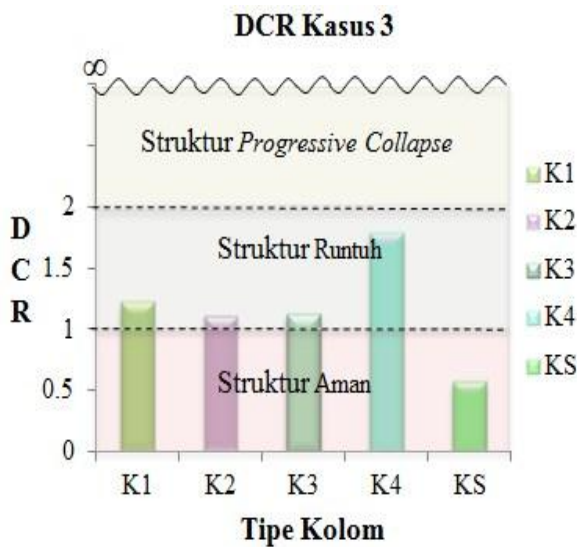 DCR Kasus 3
∞
Struktur Progressive Collapse
2
Struktur Runtuh
1.5
1
Struktur Aman
0.5
0
D
C
R
K1
K2
K3
K4
KS
K1 K2 K3 K4 KS
Tipe Kolom